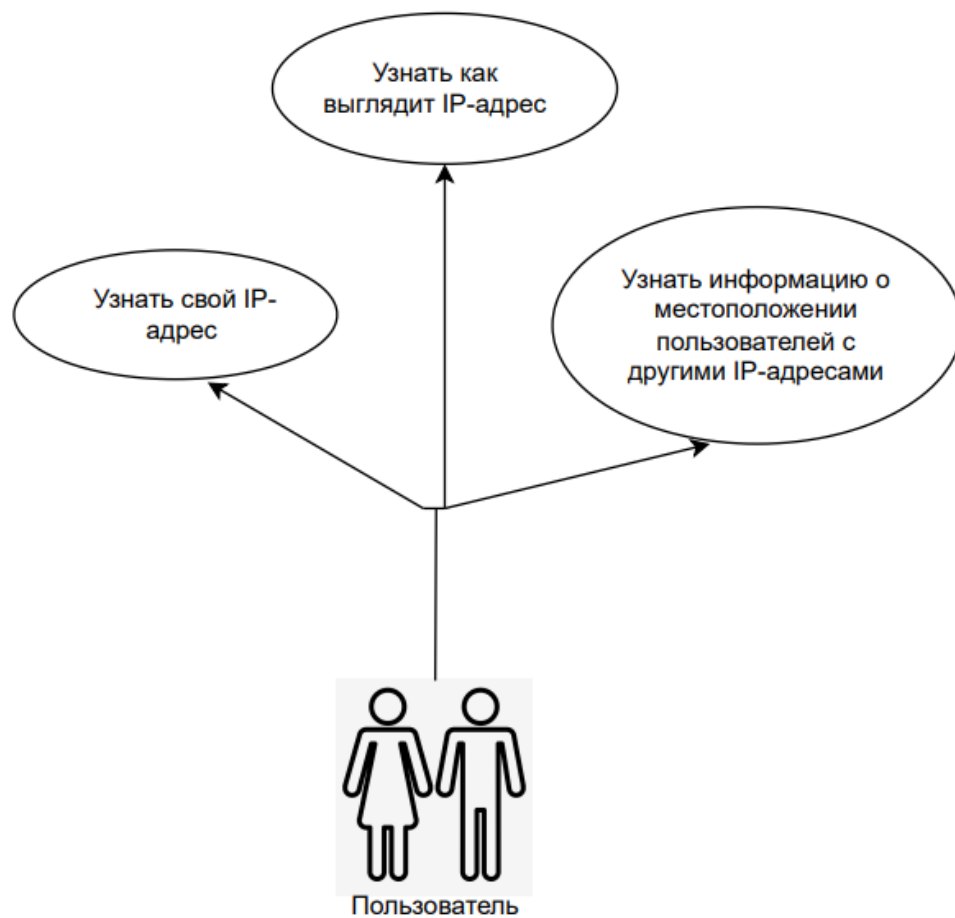 Узнать как
выглядит IP-адрес
Узнать свой IP-
адрес
Узнать информацию о
местоположении
пользователей с
другими IP-адресами
Пользователь